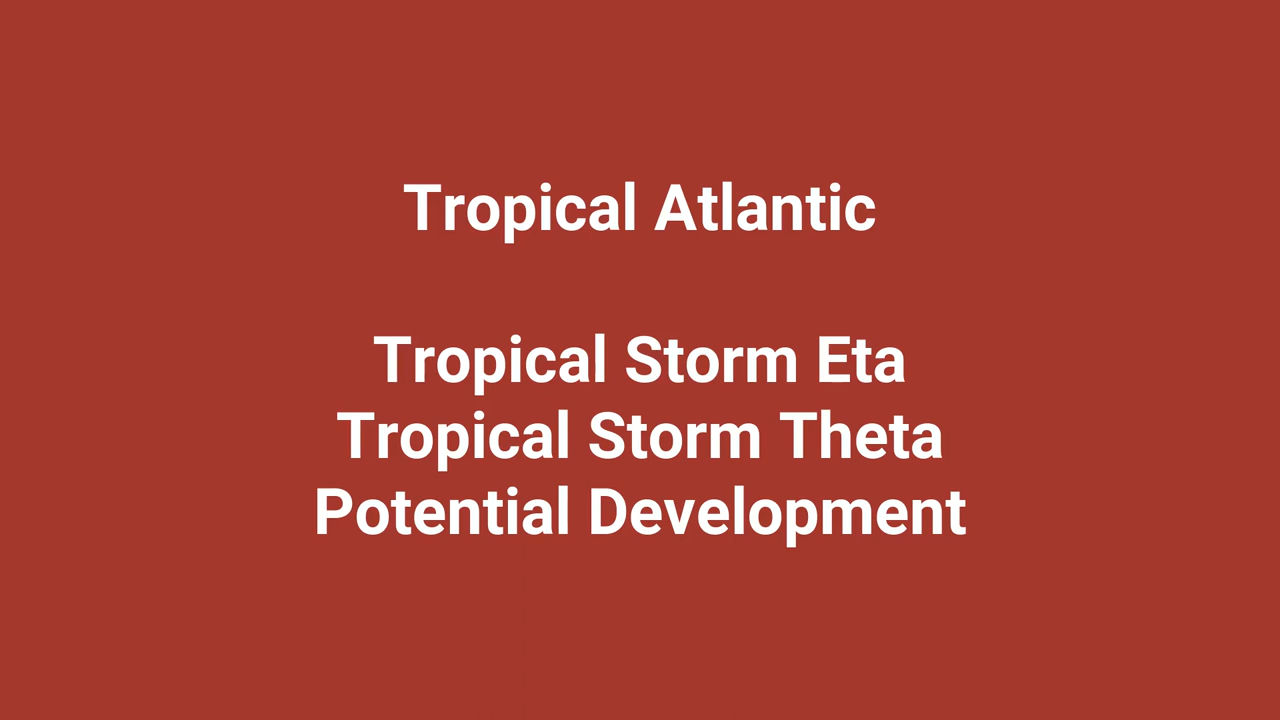 Tropical Atlantic
Tropical Storm Eta
Tropical Storm Theta
Potential Development